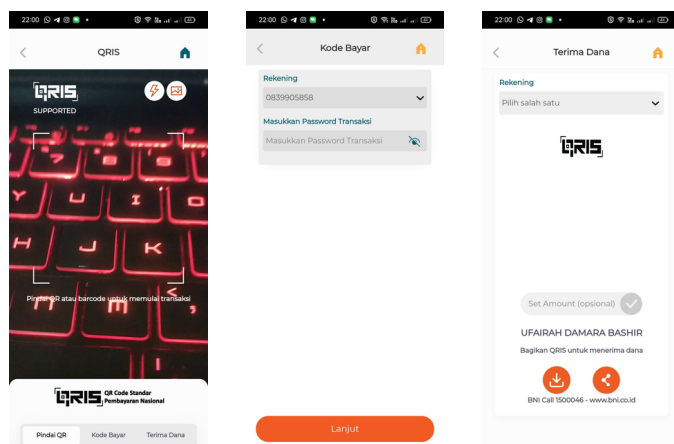 22:00
QRIS
QRIS
SUPPORTED
7
8
Y
U
I
O
H
J
K
Pindai QR atau barcode untuk memulai transaksi
M
<
,
QRIS QR Code Standar
Pembayaran Nasional
Pindai QR Kode Bayar Terima Dana
22:00
Kode Bayar
Rekening
0839905858
Masukkan Password Transaksi
Masukkan Password Transaksi
Lanjut
22:00
Terima Dana
Rekening
Pilih salah satu
QRIS
Set Amount (opsional)
UFAIRAH DAMARA BASHIR
Bagikan QRIS untuk menerima dana
BNI Call 1500046 - www.bni.co.id